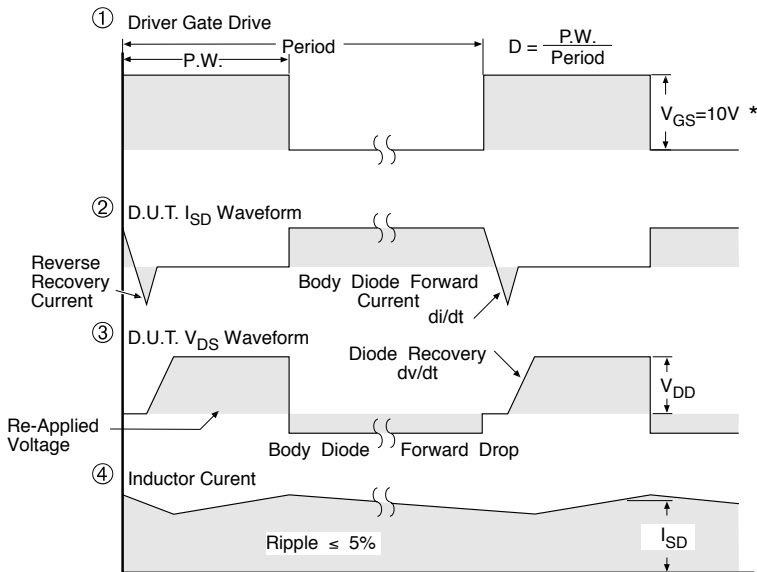 ① Driver Gate Drive
Period
P.W.
D = P.W. / Period
V_GS=10V *
② D.U.T. I_SD Waveform
Reverse
Recovery
Current
Body Diode Forward
Current
di/dt
③ D.U.T. V_DS Waveform
Diode Recovery
dv/dt
V_DD
Re-Applied
Voltage
Body Diode Forward Drop
④ Inductor Curent
Ripple ≤ 5%
I_SD